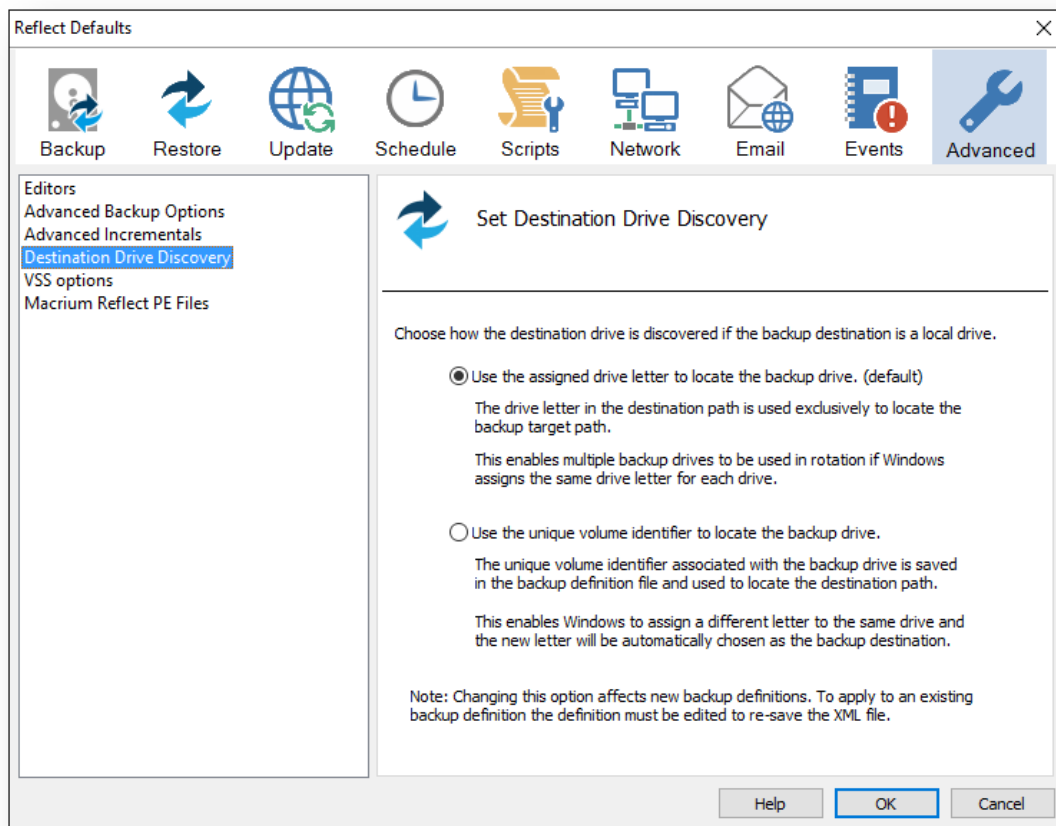 Reflect Defaults
Backup
Restore
Update
Schedule
Scripts
Network
Email
Events
Advanced
Editors
Advanced Backup Options
Advanced Incrementals
Destination Drive Discovery
VSS options
Macrium Reflect PE Files
Set Destination Drive Discovery
Choose how the destination drive is discovered if the backup destination is a local drive.
Use the assigned drive letter to locate the backup drive. (default)
The drive letter in the destination path is used exclusively to locate the
backup target path.
This enables multiple backup drives to be used in rotation if Windows
assigns the same drive letter for each drive.
Use the unique volume identifier to locate the backup drive.
The unique volume identifier associated with the backup drive is saved
in the backup definition file and used to locate the destination path.
This enables Windows to assign a different letter to the same drive and
the new letter will be automatically chosen as the backup destination.
Note: Changing this option affects new backup definitions. To apply to an existing
backup definition the definition must be edited to re-save the XML file.
Help
OK
Cancel